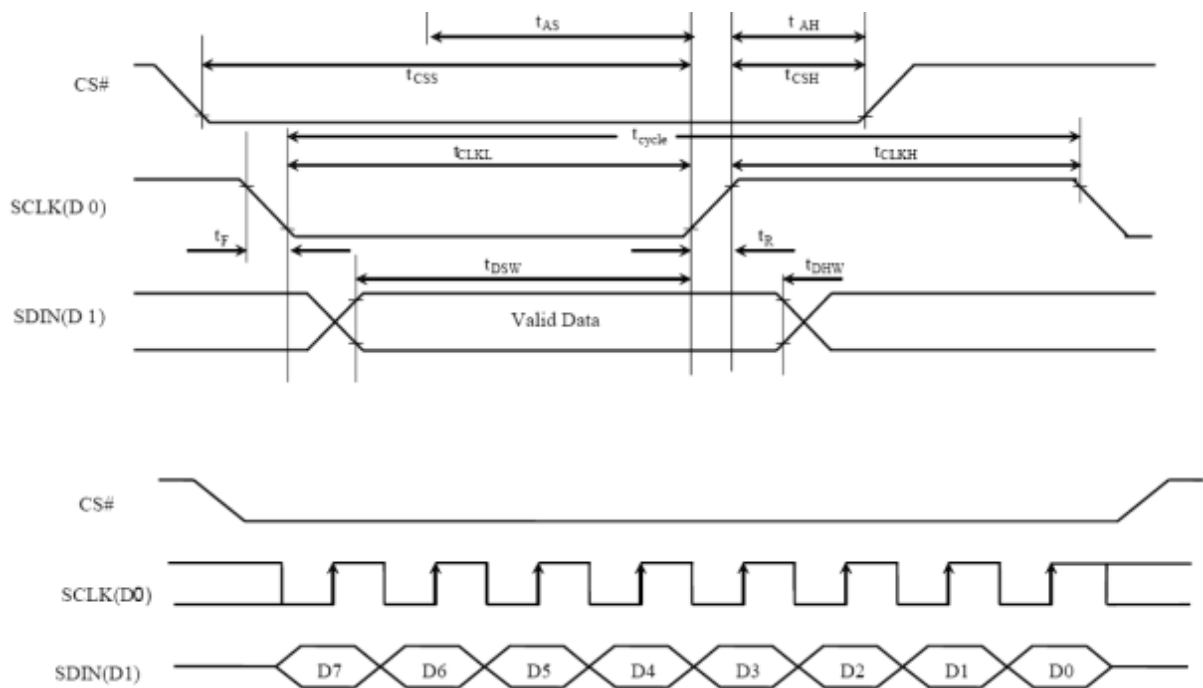 tAS
t AH
CS#
tCSS
tCSH
tcycle
tCLKL
tCLKH
SCLK(D 0)
tF
tR
tDSW
tDHW
SDIN(D 1)
Valid Data
CS#
SCLK(D0)
SDIN(D1)
D7 D6 D5 D4 D3 D2 D1 D0